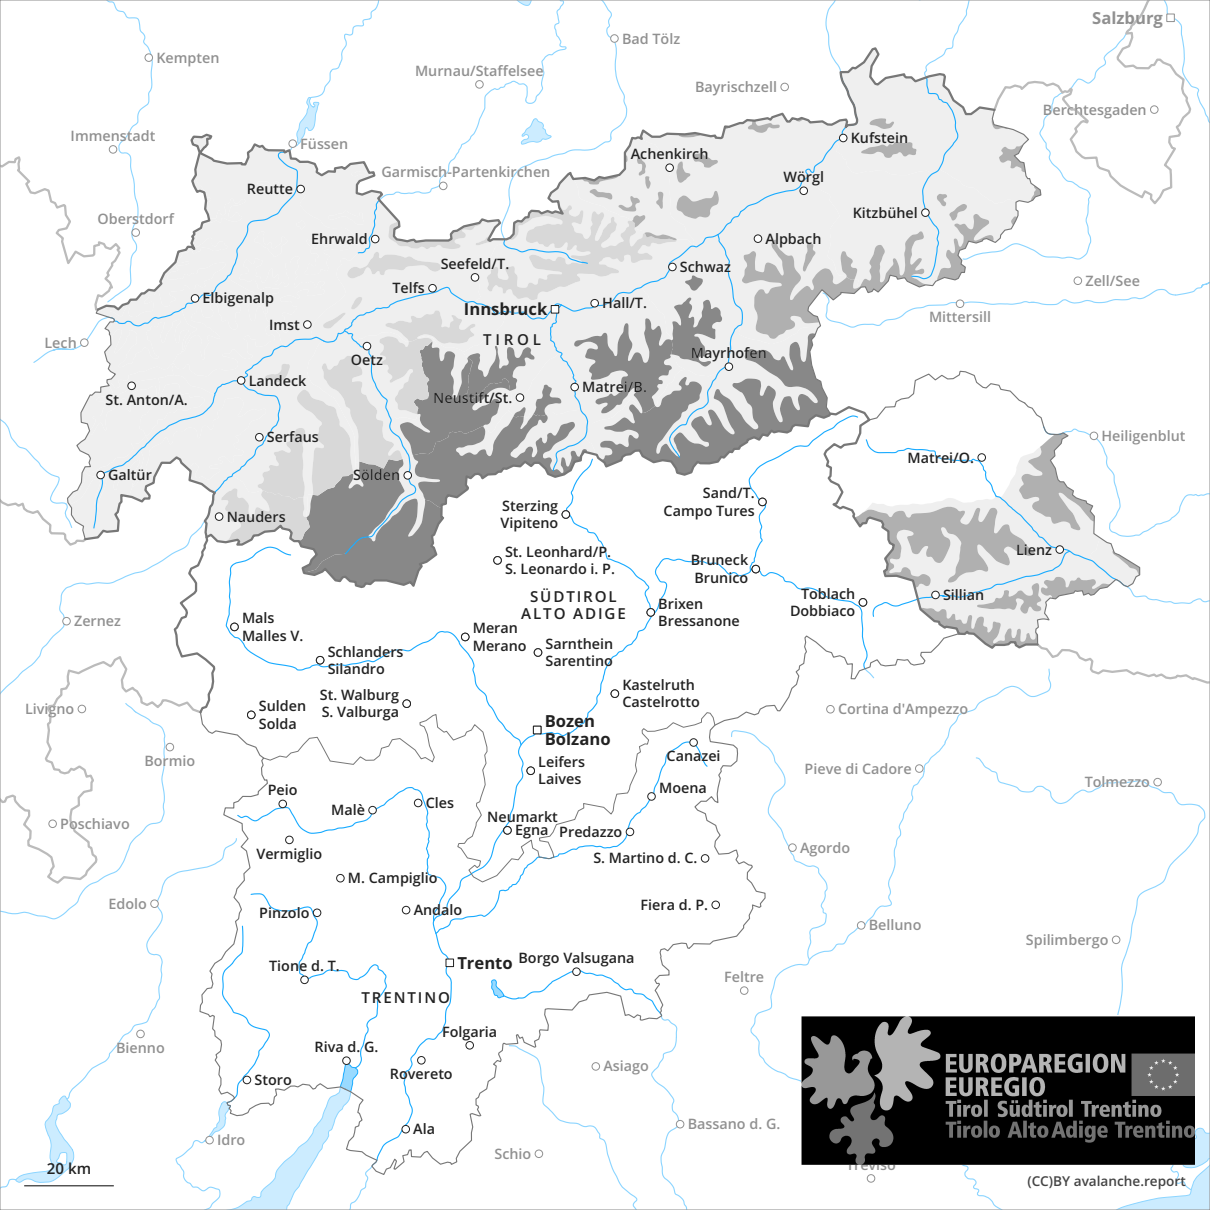 Salzburg
Bad Tölz
Kempten
Murnau/Staffelsee
Bayrischzell
Berchtesgaden
Immenstadt
Füssen
Kufstein
Achenkirch
Garmisch-Partenkirchen
Wörgl
Reutte
Oberstdorf
Kitzbühel
Ehrwald
Alpbach
Seefeld/T.
Schwaz
Zell/See
Telfs
Elbigenalp
Hall/T.
Innsbruck
Mittersill
Imst
TIROL
Lech
Oetz
Mayrhofen
Landeck
Matrei/B.
St. Anton/A.
Neustift/St.
Serfaus
Heiligenblut
Matrei/O.
Galtür
Sölden
Sand/T.
Campo Tures
Sterzing
Vipiteno
Nauders
Lienz
St. Leonhard/P.
S. Leonardo i. P.
Bruneck
Brunico
SÜDTIROL
ALTO ADIGE
Toblach
Dobbiaco
Sillian
Brixen
Bressanone
Zernez
Mals
Malles V.
Meran
Merano
Sarnthein
Sarentino
Schlanders
Silandro
Kastelruth
Castelrotto
St. Walburg
S. Valburga
Livigno
Sulden
Solda
Cortina d'Ampezzo
Bozen
Bolzano
Bormio
Canazei
Leifers
Laives
Pieve di Cadore
Tolmezzo
Peio
Moena
Malè
Cles
Neumarkt
Egna
Predazzo
Poschiavo
Vermiglio
S. Martino d. C.
Agordo
M. Campiglio
Edolo
Pinzolo
Andalo
Fiera d. P.
Belluno
Spilimbergo
Trento
Borgo Valsugana
Tione d. T.
Feltre
TRENTINO
Folgaria
Bienno
Riva d. G.
Rovereto
Asiago
Storo
EUROPAREGION
EUREGIO
Tirol Südtirol Trentino
Tirolo Alto Adige Trentino
Ala
Bassano d. G.
Idro
Schio
Treviso
20 km
(CC)BY avalanche.report